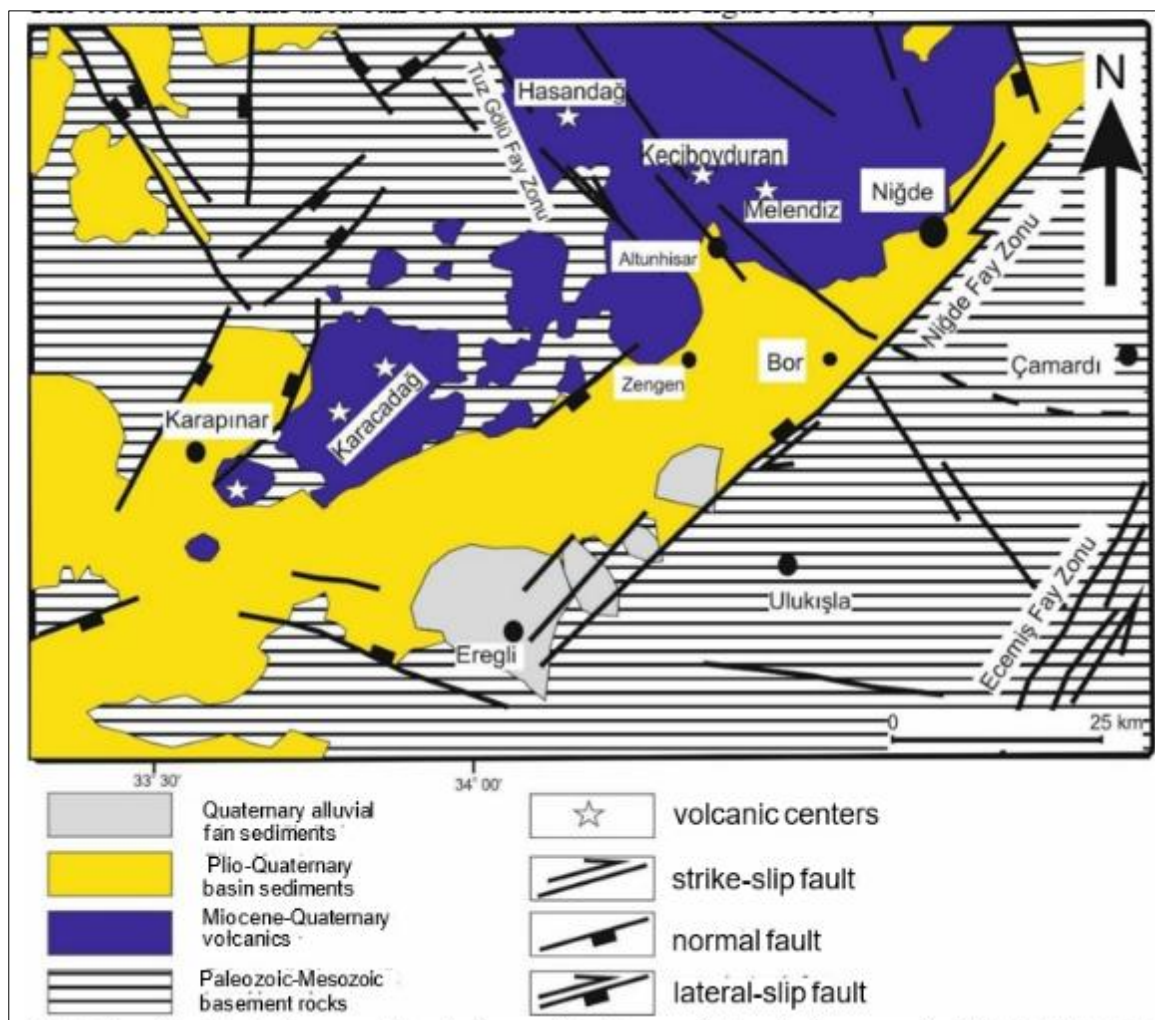 N
Tuz Gölü Fay Zonu
Hasandağ
Keçiboyduran
Melendiz
Niğde
Altunhisar
Niğde Fay Zonu
Zengen
Bor
Çamardı
Karapınar
Karacadağ
Ulukışla
Ecemiş Fay Zonu
Eregli
0 25 km
33° 30' 34° 00'
Quaternary alluvial
fan sediments
Plio-Quaternary
basin sediments
Miocene-Quaternary
volcanics
Paleozoic-Mesozoic
basement rocks
volcanic centers
strike-slip fault
normal fault
lateral-slip fault